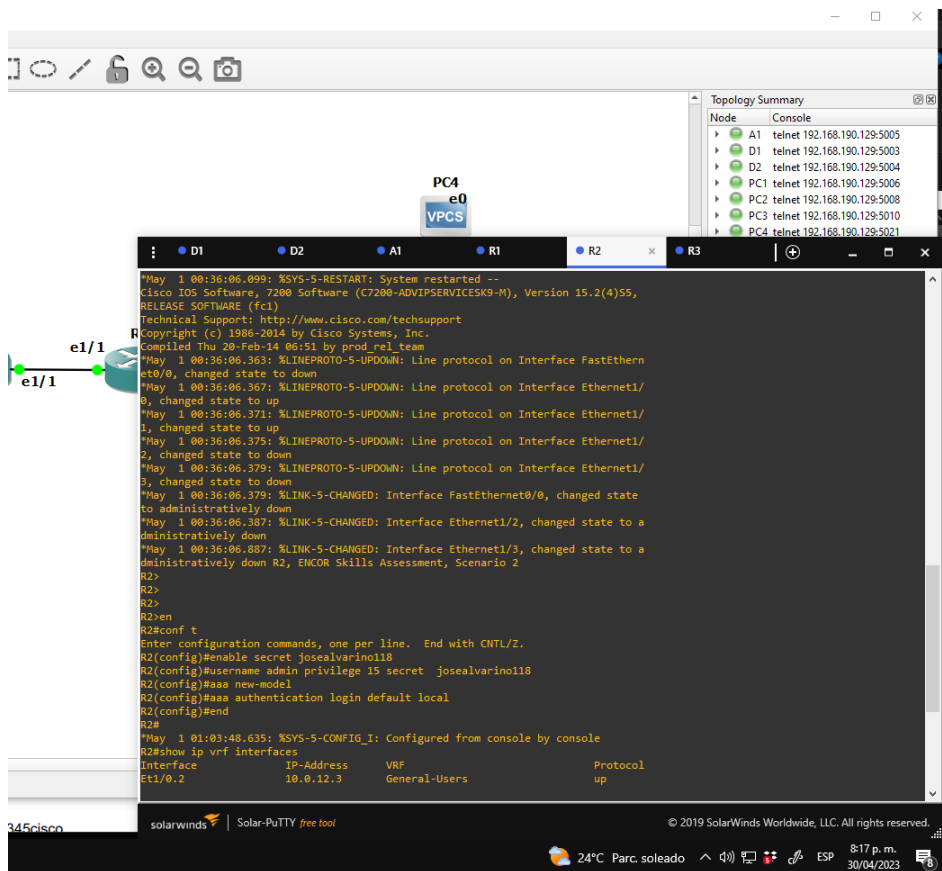 Topology Summary
Node Console
A1 telnet 192.168.190.129:5005
D1 telnet 192.168.190.129:5003
D2 telnet 192.168.190.129:5004
PC1 telnet 192.168.190.129:5006
PC2 telnet 192.168.190.129:5008
PC3 telnet 192.168.190.129:5010
PC4 telnet 192.168.190.129:5021
PC4
e0
VPCS
e1/1
R
e1/1
D1 D2 A1 R1 R2 R3
*May  1 00:36:06.099: %SYS-5-RESTART: System restarted --
Cisco IOS Software, 7200 Software (C7200-ADVIPSERVICESK9-M), Version 15.2(4)S5,
RELEASE SOFTWARE (fc1)
Technical Support: http://www.cisco.com/techsupport
Copyright (c) 1986-2014 by Cisco Systems, Inc.
Compiled Thu 20-Feb-14 06:51 by prod_rel_team
*May  1 00:36:06.363: %LINEPROTO-5-UPDOWN: Line protocol on Interface FastEthern
et0/0, changed state to down
*May  1 00:36:06.367: %LINEPROTO-5-UPDOWN: Line protocol on Interface Ethernet1/
0, changed state to up
*May  1 00:36:06.371: %LINEPROTO-5-UPDOWN: Line protocol on Interface Ethernet1/
1, changed state to up
*May  1 00:36:06.375: %LINEPROTO-5-UPDOWN: Line protocol on Interface Ethernet1/
2, changed state to down
*May  1 00:36:06.379: %LINEPROTO-5-UPDOWN: Line protocol on Interface Ethernet1/
3, changed state to down
*May  1 00:36:06.379: %LINK-5-CHANGED: Interface FastEthernet0/0, changed state
to administratively down
*May  1 00:36:06.387: %LINK-5-CHANGED: Interface Ethernet1/2, changed state to a
dministratively down
*May  1 00:36:06.887: %LINK-5-CHANGED: Interface Ethernet1/3, changed state to a
dministratively down R2, ENCOR Skills Assessment, Scenario 2
R2>
R2>
R2>
R2>en
R2#conf t
Enter configuration commands, one per line.  End with CNTL/Z.
R2(config)#enable secret josealvarino118
R2(config)#username admin privilege 15 secret  josealvarino118
R2(config)#aaa new-model
R2(config)#aaa authentication login default local
R2(config)#end
R2#
*May  1 01:03:48.635: %SYS-5-CONFIG_I: Configured from console by console
R2#show ip vrf interfaces
Interface              IP-Address      VRF                              Protocol
Et1/0.2                10.0.12.3       General-Users                    up
345cisco
solarwinds Solar-PuTTY free tool
© 2019 SolarWinds Worldwide, LLC. All rights reserved.
24°C Parc. soleado ESP 8:17 p. m.
30/04/2023
8